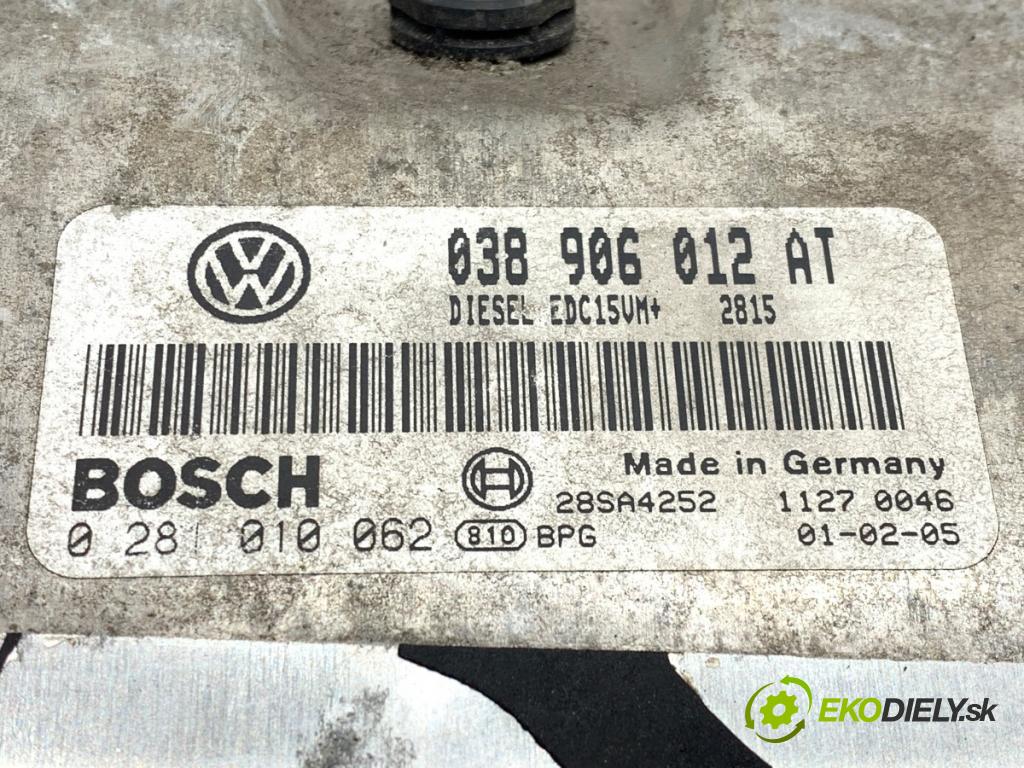 038 906 012 AT
DIESEL EDC15VM+ 2815
BOSCH
Made in Germany
28SA4252 1127 0046
0 281 010 062 810 BPG 01-02-05
EKODIELY.sk